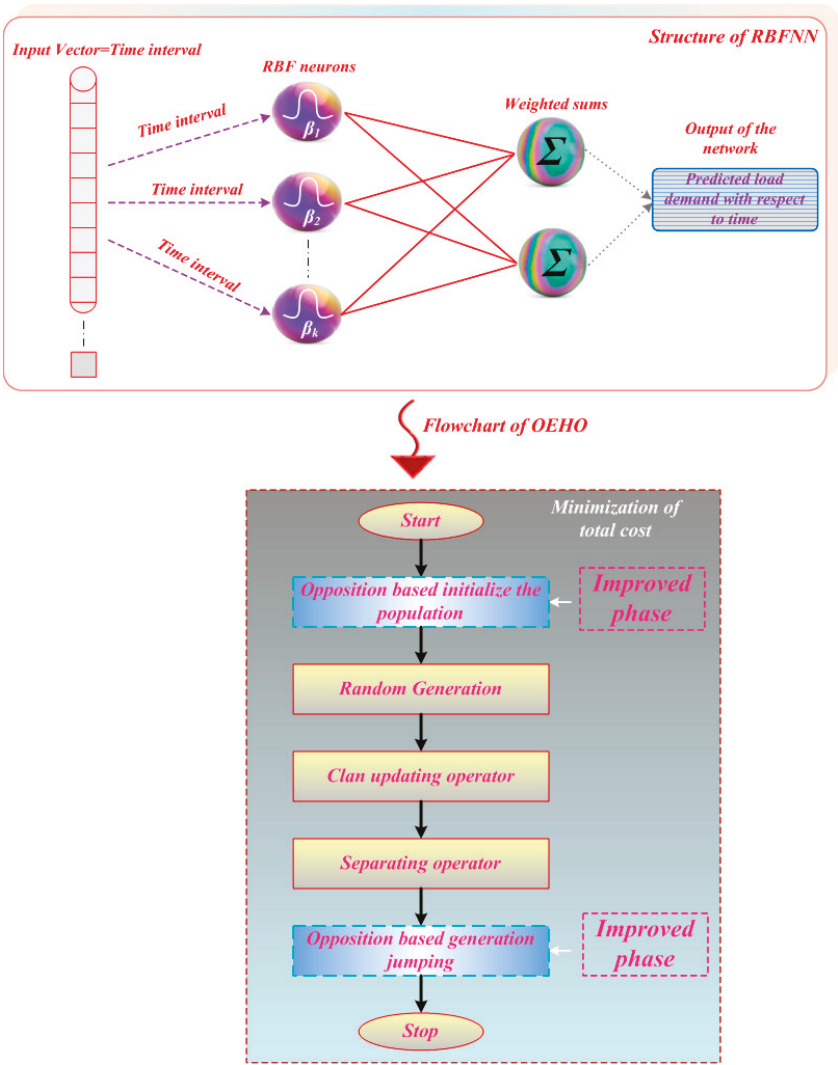 Structure of RBFNN
Input Vector=Time interval
RBF neurons
Weighted sums
Output of the
network
Time interval
Time interval
Time interval
β1
β2
βk
Σ
Σ
Predicted load
demand with respect
to time
Flowchart of OEHO
Minimization of
total cost
Start
Opposition based initialize the
population
Improved
phase
Random Generation
Clan updating operator
Separating operator
Opposition based generation
jumping
Improved
phase
Stop